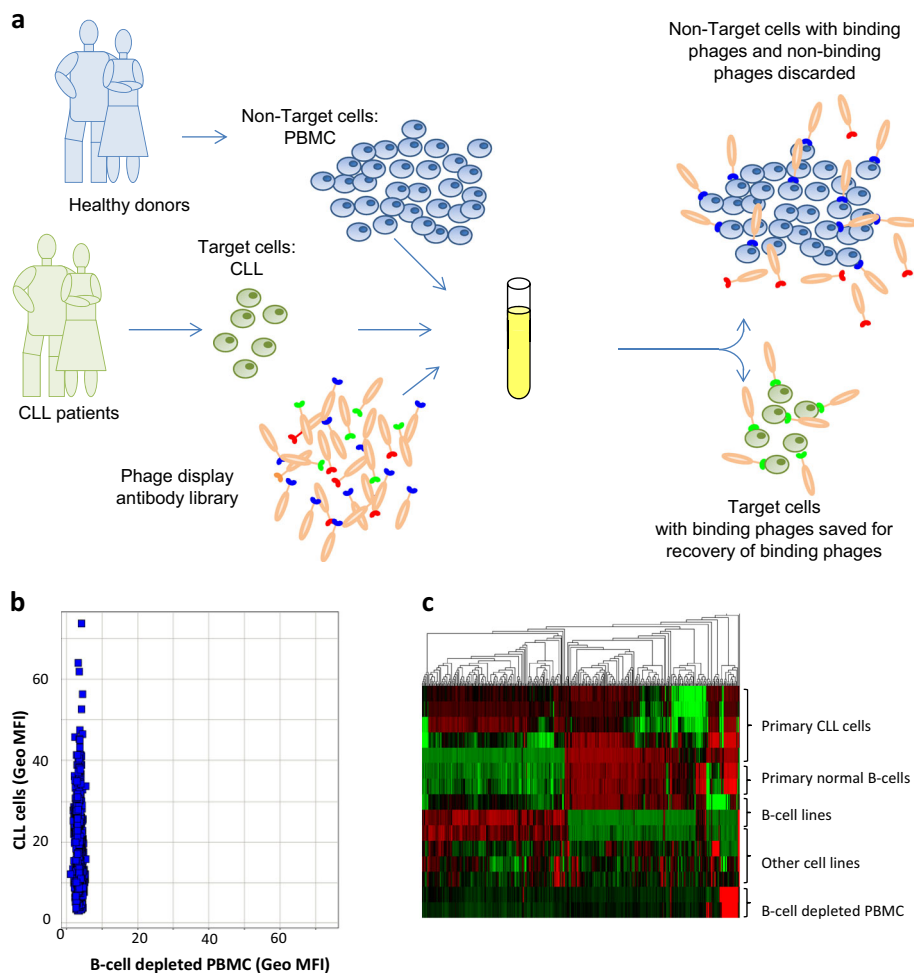 a
Non-Target cells with binding
phages and non-binding
phages discarded
Non-Target cells:
PBMC
Healthy donors
Target cells:
CLL
CLL patients
Phage display
antibody library
Target cells
with binding phages saved for
recovery of binding phages
b
CLL cells (Geo MFI)
60
40
20
0
0
20
40
60
B-cell depleted PBMC (Geo MFI)
c
Primary CLL cells
Primary normal B-cells
B-cell lines
Other cell lines
B-cell depleted PBMC